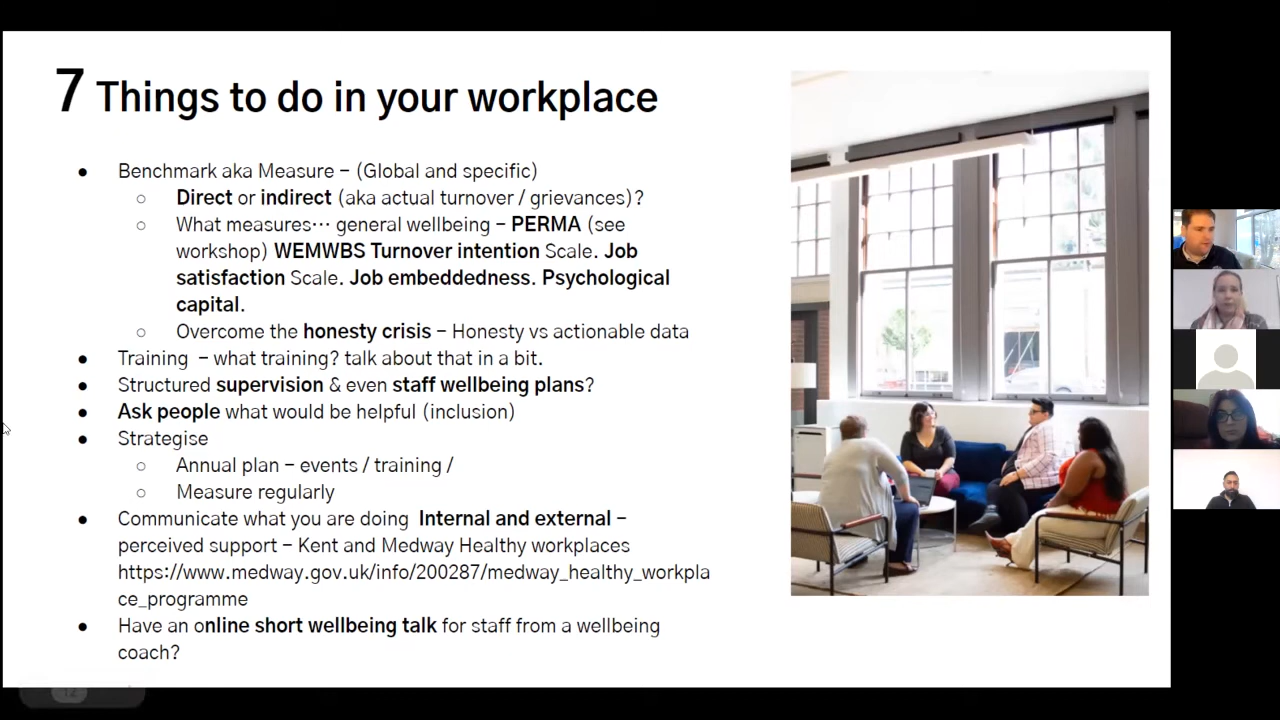 7 Things to do in your workplace
● Benchmark aka Measure – (Global and specific)
○ Direct or indirect (aka actual turnover / grievances)?
○ What measures… general wellbeing – PERMA (see
workshop) WEMWBS Turnover intention Scale. Job
satisfaction Scale. Job embeddedness. Psychological
capital.
○ Overcome the honesty crisis – Honesty vs actionable data
● Training – what training? talk about that in a bit.
● Structured supervision & even staff wellbeing plans?
● Ask people what would be helpful (inclusion)
● Strategise
○ Annual plan – events / training /
○ Measure regularly
● Communicate what you are doing Internal and external –
perceived support – Kent and Medway Healthy workplaces
https://www.medway.gov.uk/info/200287/medway_healthy_workpla
ce_programme
● Have an online short wellbeing talk for staff from a wellbeing
coach?
12